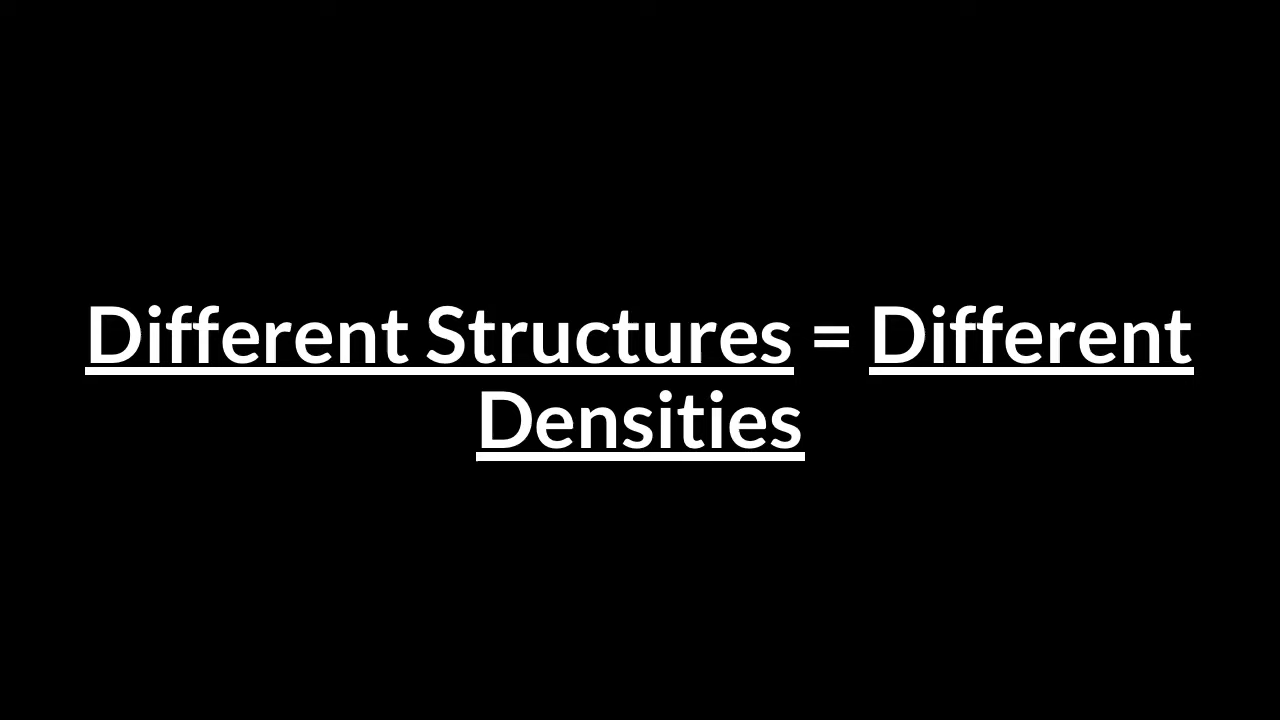 Different Structures = Different
Densities